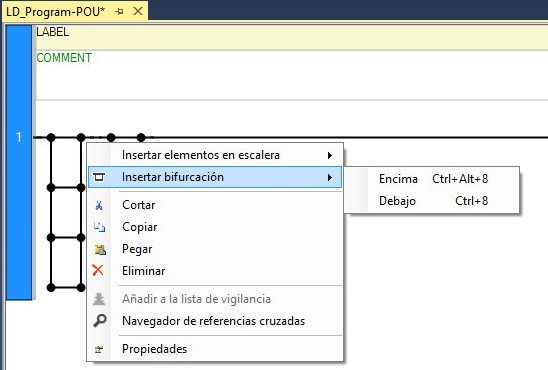 LD_Program-POU*
LABEL
COMMENT
1
Insertar elementos en escalera
Insertar bifurcación
Encima Ctrl+Alt+8
Debajo Ctrl+8
Cortar
Copiar
Pegar
Eliminar
Añadir a la lista de vigilancia
Navegador de referencias cruzadas
Propiedades